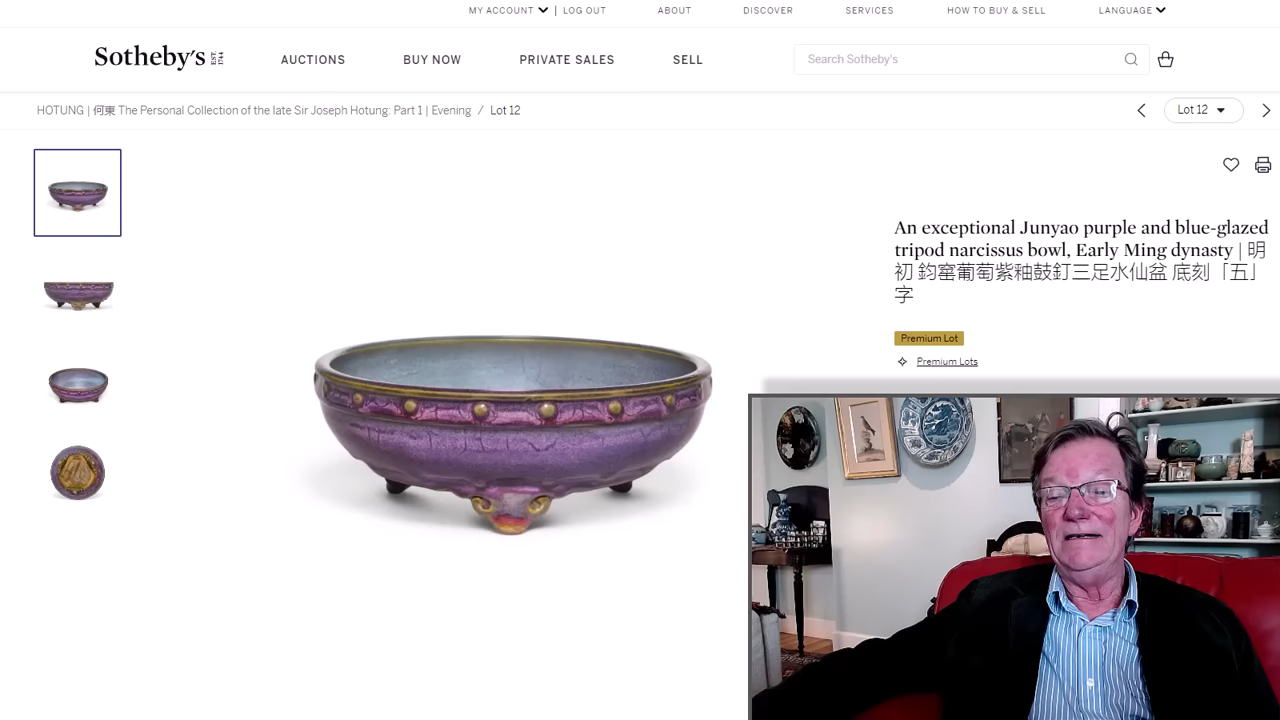 MY ACCOUNT | LOG OUT ABOUT DISCOVER SERVICES HOW TO BUY & SELL LANGUAGE
Sotheby's EST. 1744 AUCTIONS BUY NOW PRIVATE SALES SELL Search Sotheby's
HOTUNG | 何東 The Personal Collection of the late Sir Joseph Hotung: Part 1 | Evening / Lot 12 Lot 12
An exceptional Junyao purple and blue-glazed
tripod narcissus bowl, Early Ming dynasty | 明
初 鈞窰葡萄紫釉鼓釘三足水仙盆 底刻「五」
字
Premium Lot
Premium Lots